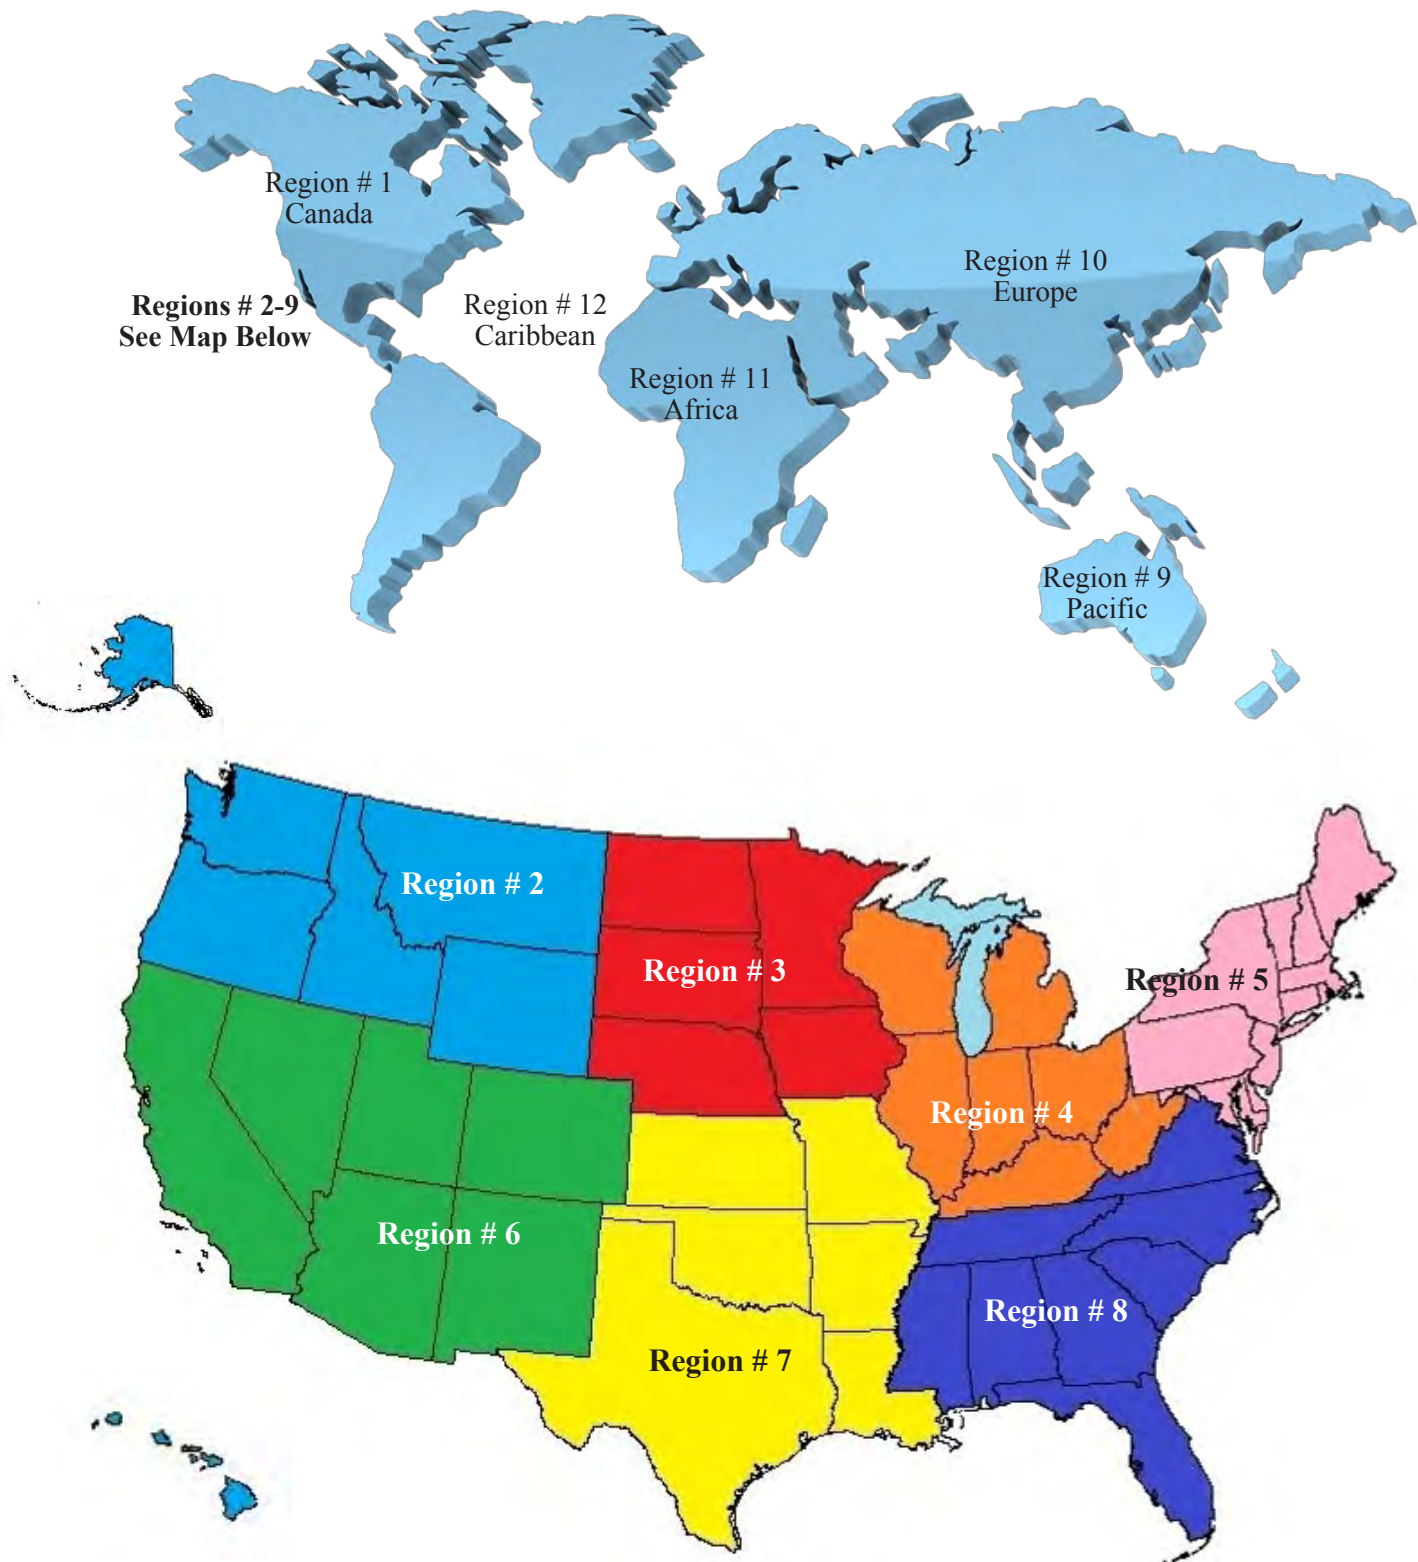 Region # 1
Canada
Regions # 2-9
See Map Below
Region # 12
Caribbean
Region # 10
Europe
Region # 11
Africa
Region # 9
Pacific
Region # 2
Region # 3
Region # 5
Region # 4
Region # 6
Region # 8
Region # 7